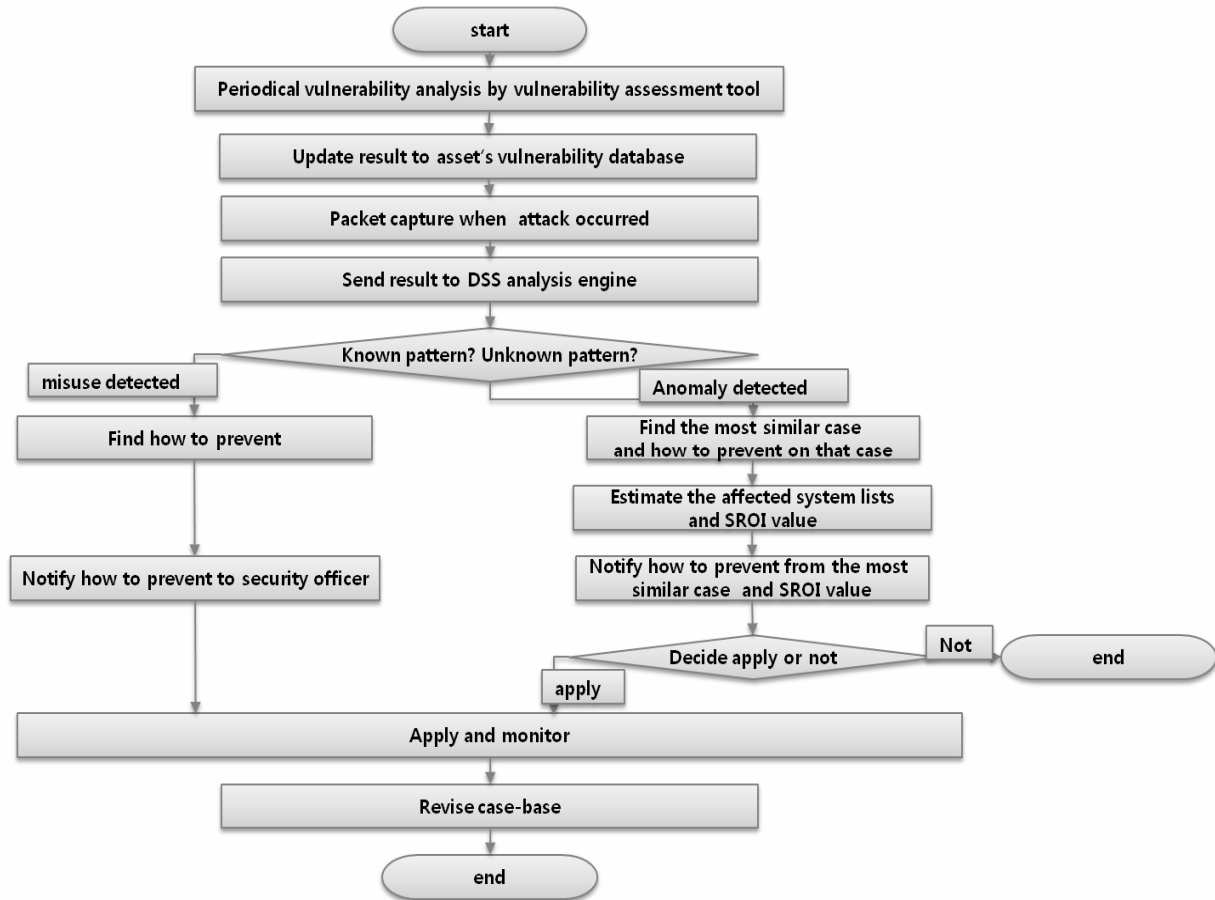 start
Periodical vulnerability analysis by vulnerability assessment tool
Update result to asset's vulnerability database
Packet capture when attack occurred
Send result to DSS analysis engine
Known pattern? Unknown pattern?
misuse detected
Anomaly detected
Find how to prevent
Find the most similar case
and how to prevent on that case
Estimate the affected system lists
and SROI value
Notify how to prevent to security officer
Notify how to prevent from the most
similar case and SROI value
Decide apply or not
Not
end
apply
Apply and monitor
Revise case-base
end